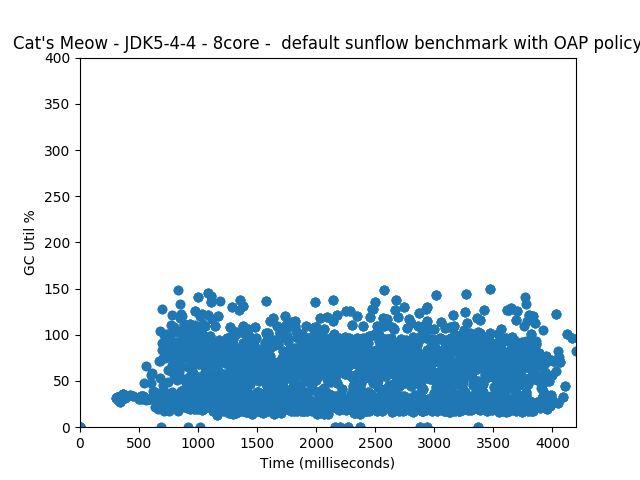 Cat's Meow - JDK5-4-4 - 8core -  default sunflow benchmark with OAP policy
400
350
300
250
200
150
100
50
0
GC Util %
0 500 1000 1500 2000 2500 3000 3500 4000
Time (milliseconds)